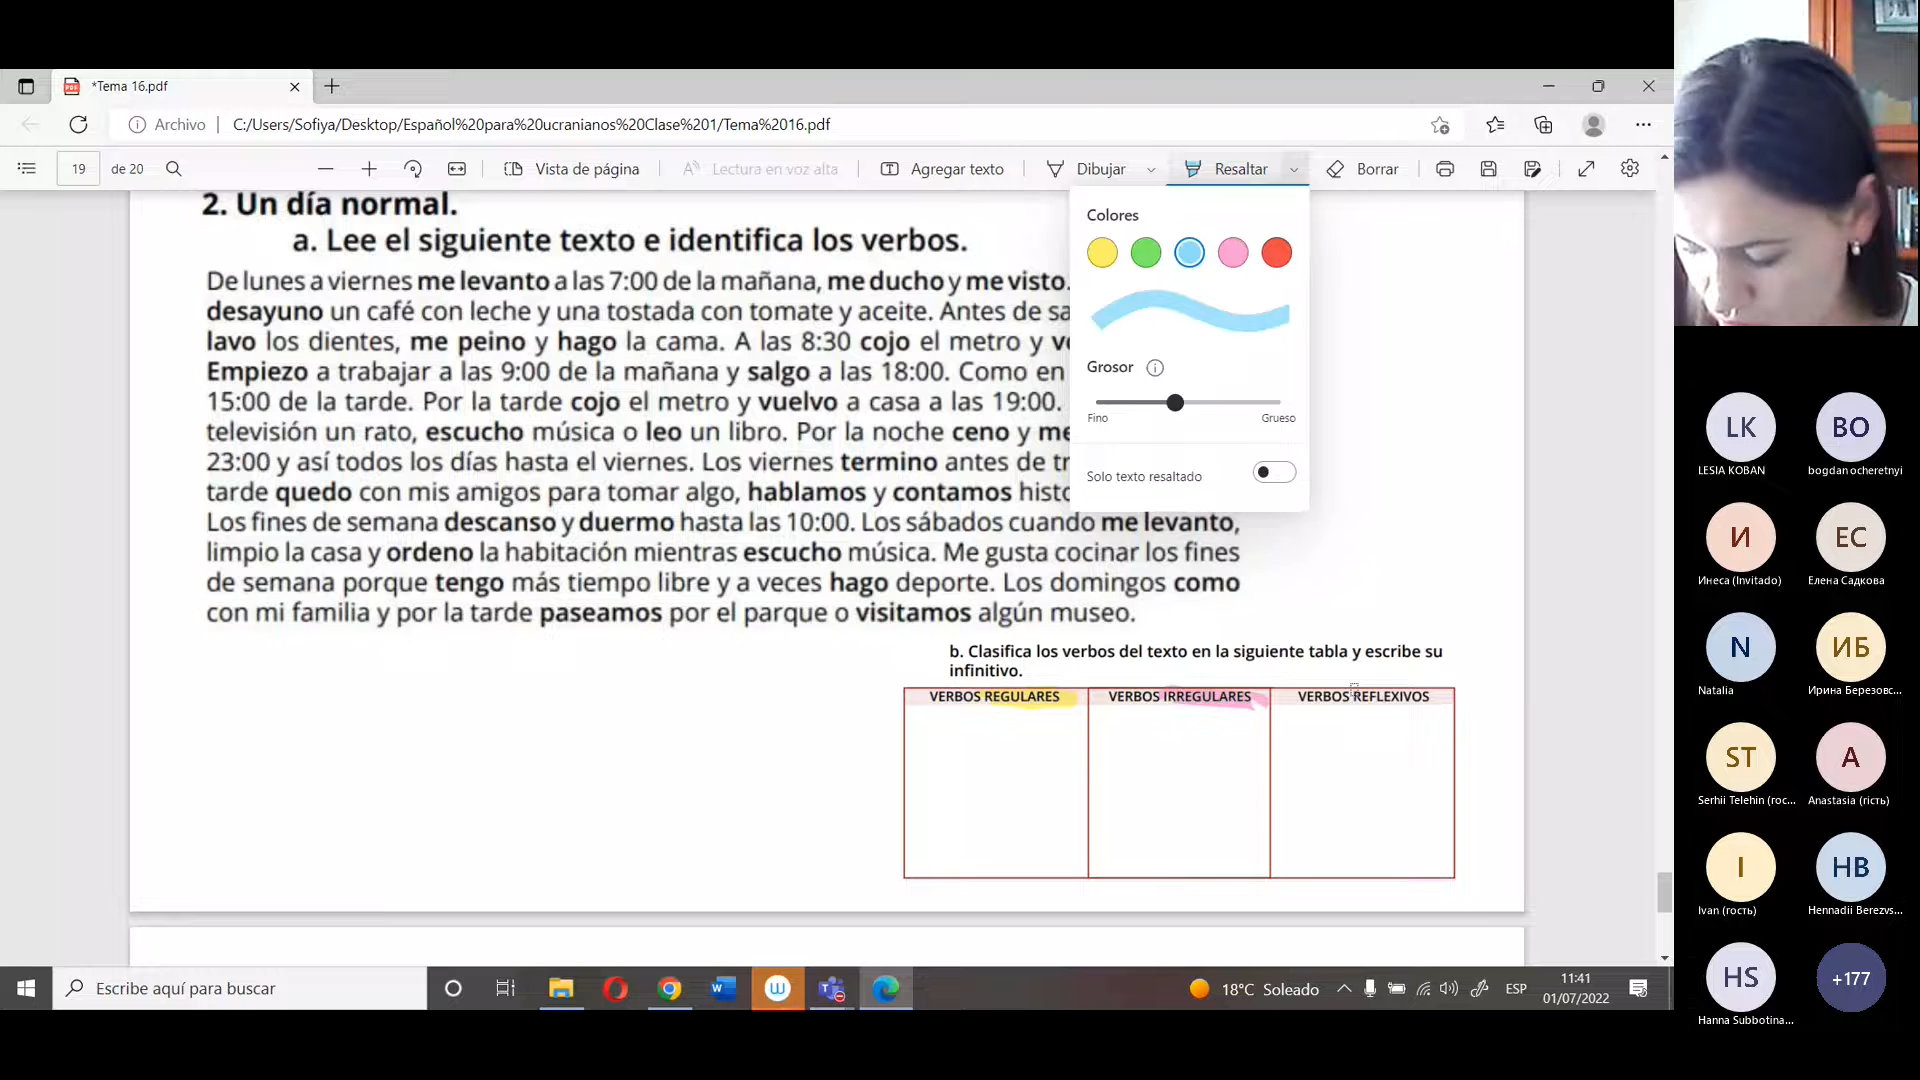 *Tema 16.pdf
Archivo
C:/Users/Sofiya/Desktop/Español%20para%20ucranianos%20Clase%201/Tema%2016.pdf
19 de 20
Vista de página
Lectura en voz alta
Agregar texto
Dibujar
Resaltar
Borrar
2. Un día normal.
a. Lee el siguiente texto e identifica los verbos.
De lunes a viernes me levanto a las 7:00 de la mañana, me ducho y me visto.
desayuno un café con leche y una tostada con tomate y aceite. Antes de sa
lavo los dientes, me peino y hago la cama. A las 8:30 cojo el metro y v
Empiezo a trabajar a las 9:00 de la mañana y salgo a las 18:00. Como en
15:00 de la tarde. Por la tarde cojo el metro y vuelvo a casa a las 19:00.
televisión un rato, escucho música o leo un libro. Por la noche ceno y me
23:00 y así todos los días hasta el viernes. Los viernes termino antes de tr
tarde quedo con mis amigos para tomar algo, hablamos y contamos histo
Los fines de semana descanso y duermo hasta las 10:00. Los sábados cuando me levanto,
limpio la casa y ordeno la habitación mientras escucho música. Me gusta cocinar los fines
de semana porque tengo más tiempo libre y a veces hago deporte. Los domingos como
con mi familia y por la tarde paseamos por el parque o visitamos algún museo.
Colores
Grosor
Fino
Grueso
Solo texto resaltado
b. Clasifica los verbos del texto en la siguiente tabla y escribe su
infinitivo.
VERBOS REGULARES
VERBOS IRREGULARES
VERBOS REFLEXIVOS
Escribe aquí para buscar
18°C Soleado
ESP
11:41
01/07/2022
LK
LESIA KOBAN
BO
bogdan ocheretnyi
И
Инеса (Invitado)
ЕС
Елена Садкова
N
Natalia
ИБ
Ирина Березовс...
ST
Serhii Telehin (гос...
A
Anastasia (гість)
I
Ivan (гость)
HB
Hennadii Berezvs...
HS
Hanna Subbotina...
+177